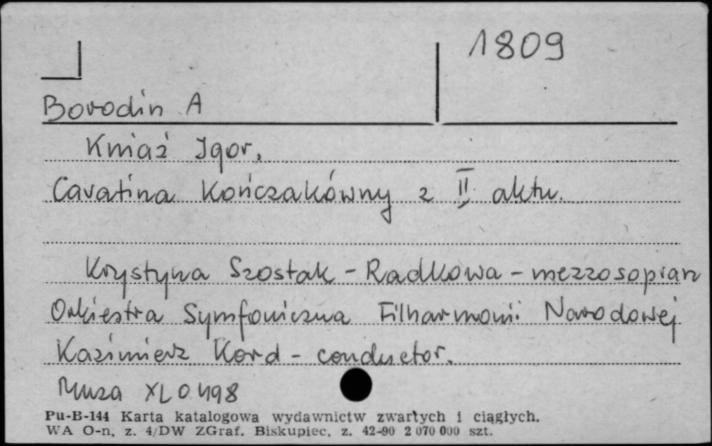 1809
Borodin A
Kniaź Igor,
Cavatina Kończakówny z II aktu.
Krystyna Szostak-Radkowa - mezzosopran
Orkiestra Symfoniczna Filharmonii Narodowej
Kazimierz Kord - conductor.
Muza XL 0498
Pu-B-144 Karta katalogowa wydawnictw zwartych i ciągłych.
WA O-n, z. 4/DW ZGraf. Biskupiec, z. 42-90 2 070 000 szt.